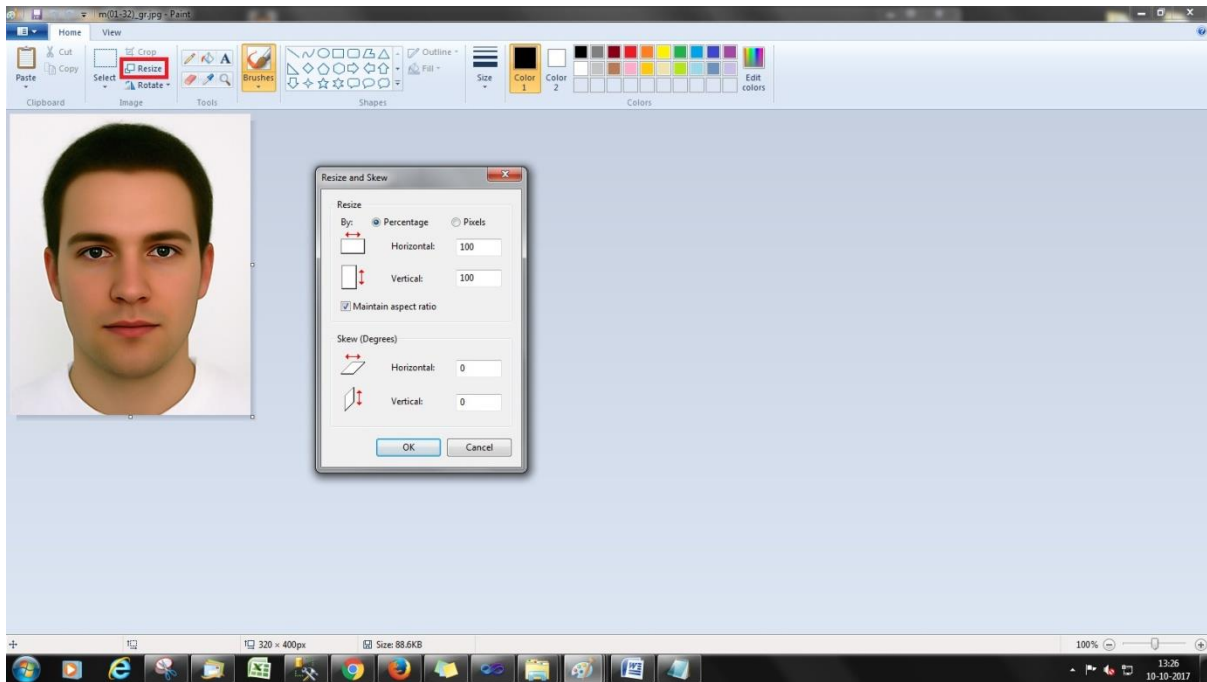 m(01-32)_gr.jpg - Paint
Home View
Paste
Cut
Copy
Clipboard
Select
Crop
Resize
Rotate
Image
A
Tools
Brushes
Outline
Fill
Shapes
Size
Color 1
Color 2
Edit colors
Colors
Resize and Skew
Resize
By: Percentage Pixels
Horizontal: 100
Vertical: 100
Maintain aspect ratio
Skew (Degrees)
Horizontal: 0
Vertical: 0
OK Cancel
320 × 400px Size: 88.6KB 100%
13:26
10-10-2017